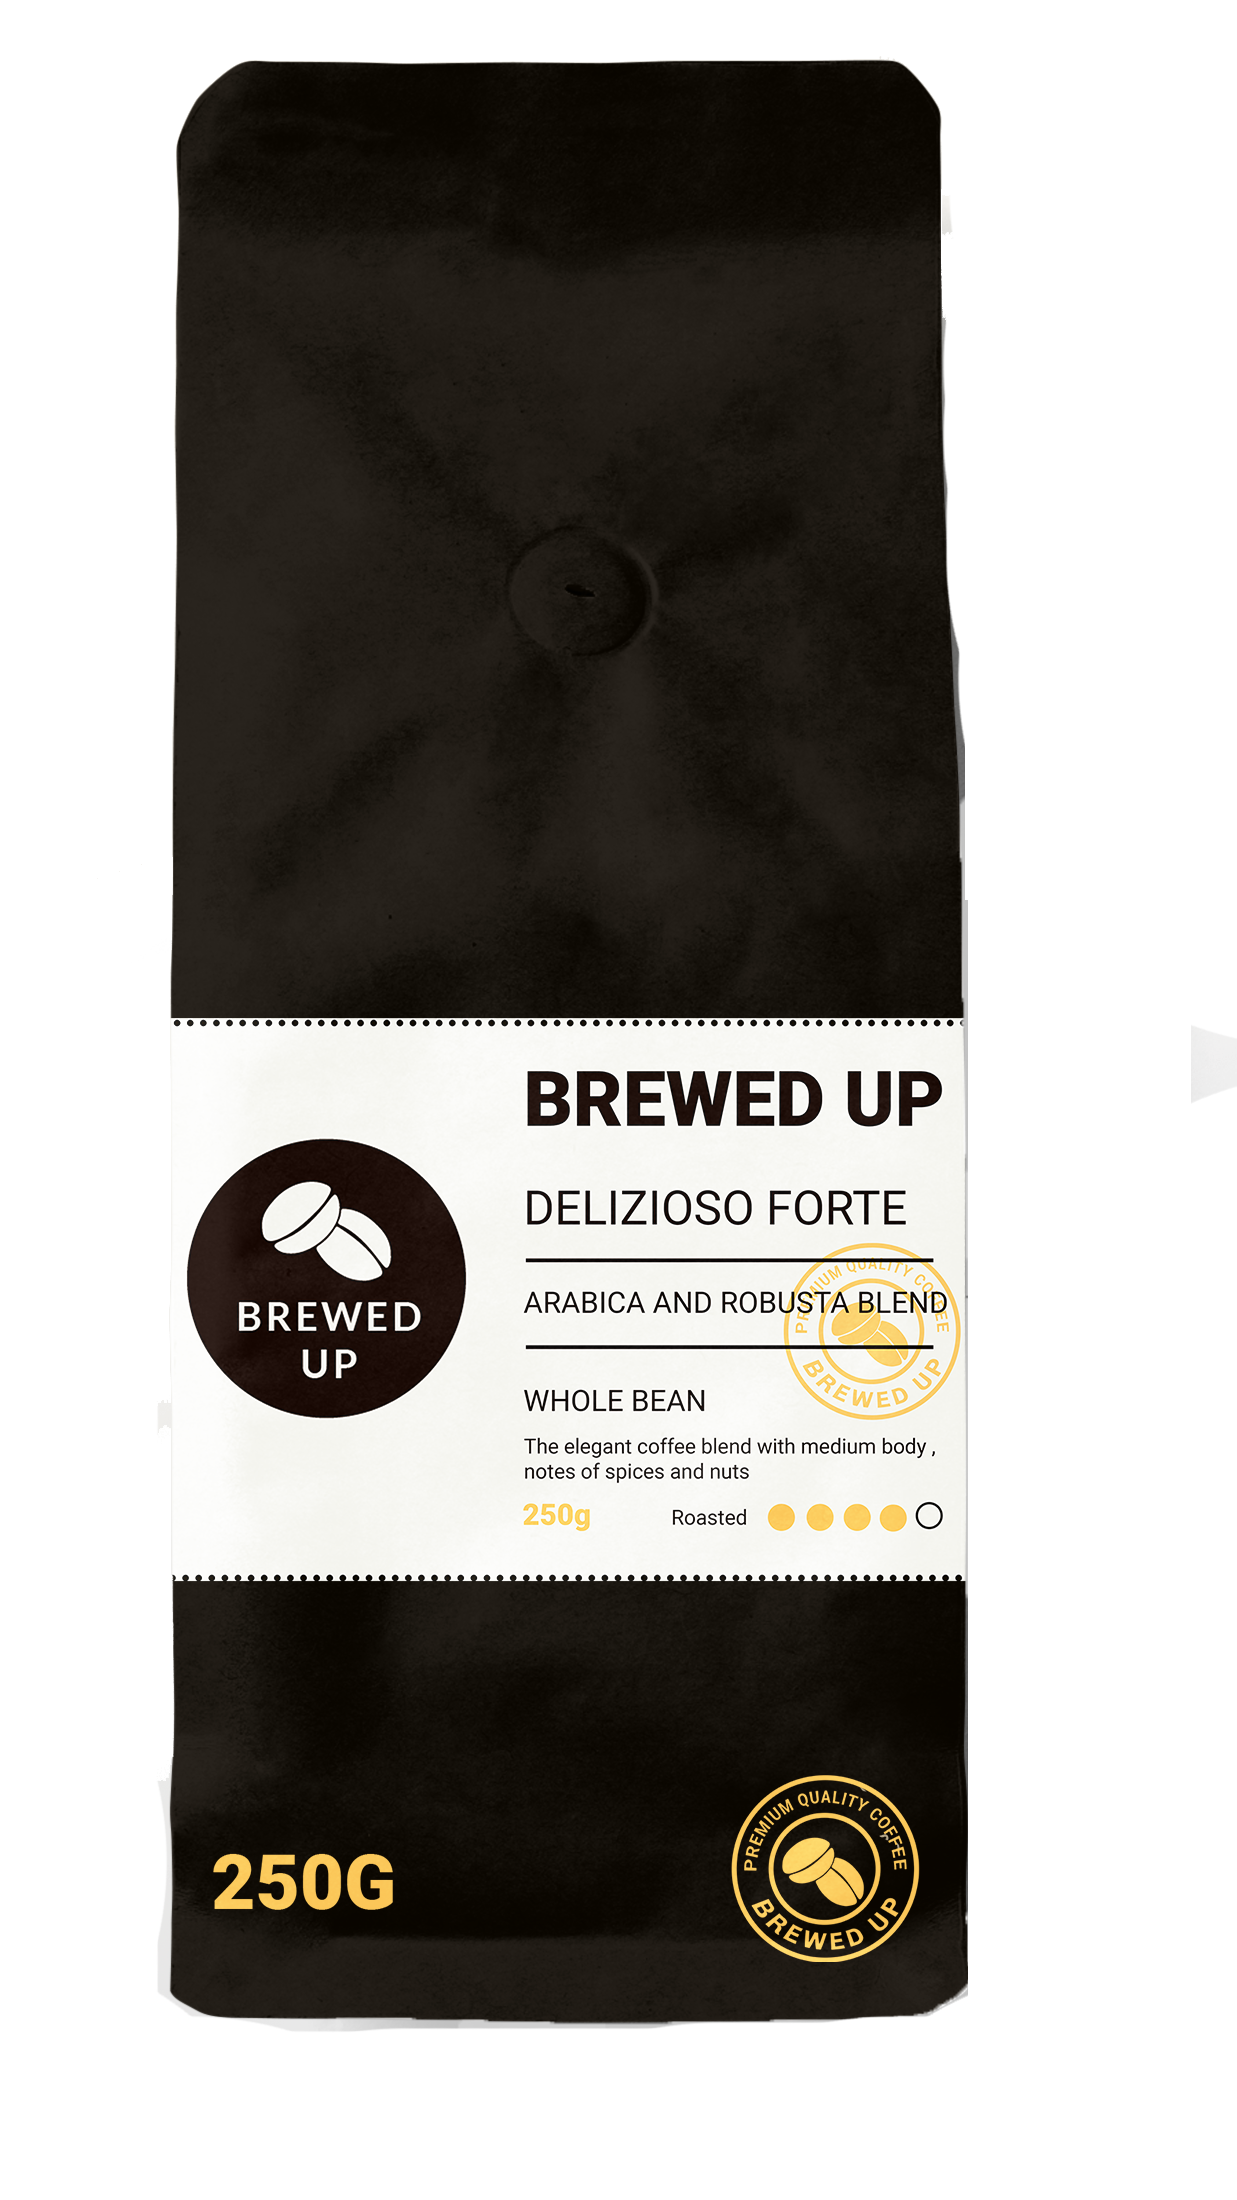 BREWED UP
DELIZIOSO FORTE
PREMIUM QUALITY COFFEE
ARABICA AND ROBUSTA BLEND
BREWED UP
BREWED
UP
WHOLE BEAN
The elegant coffee blend with medium body ,
notes of spices and nuts
250g
Roasted
250G
PREMIUM QUALITY COFFEE
BREWED UP